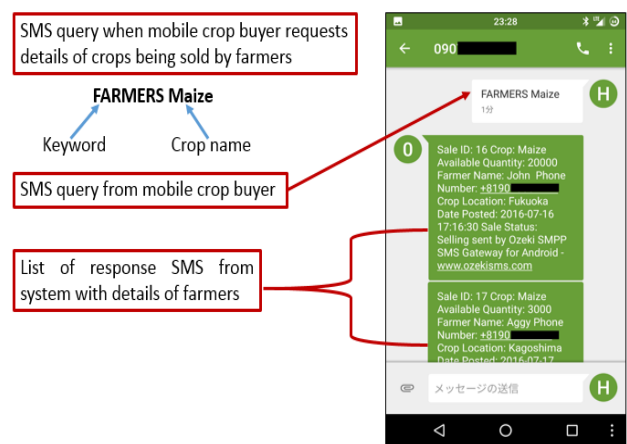 SMS query when mobile crop buyer requests
details of crops being sold by farmers
FARMERS Maize
Keyword
Crop name
SMS query from mobile crop buyer
List of response SMS from
system with details of farmers
23:28
090
FARMERS Maize
1分
H
0
Sale ID: 16 Crop: Maize
Available Quantity: 20000
Farmer Name: John Phone
Number: +8190
Crop Location: Fukuoka
Date Posted: 2016-07-16
17:16:30 Sale Status:
Selling sent by Ozeki SMPP
SMS Gateway for Android -
www.ozekisms.com
Sale ID: 17 Crop: Maize
Available Quantity: 3000
Farmer Name: Aggy Phone
Number: +8190
Crop Location: Kagoshima
Date Posted: 2016-07-17
メッセージの送信
H